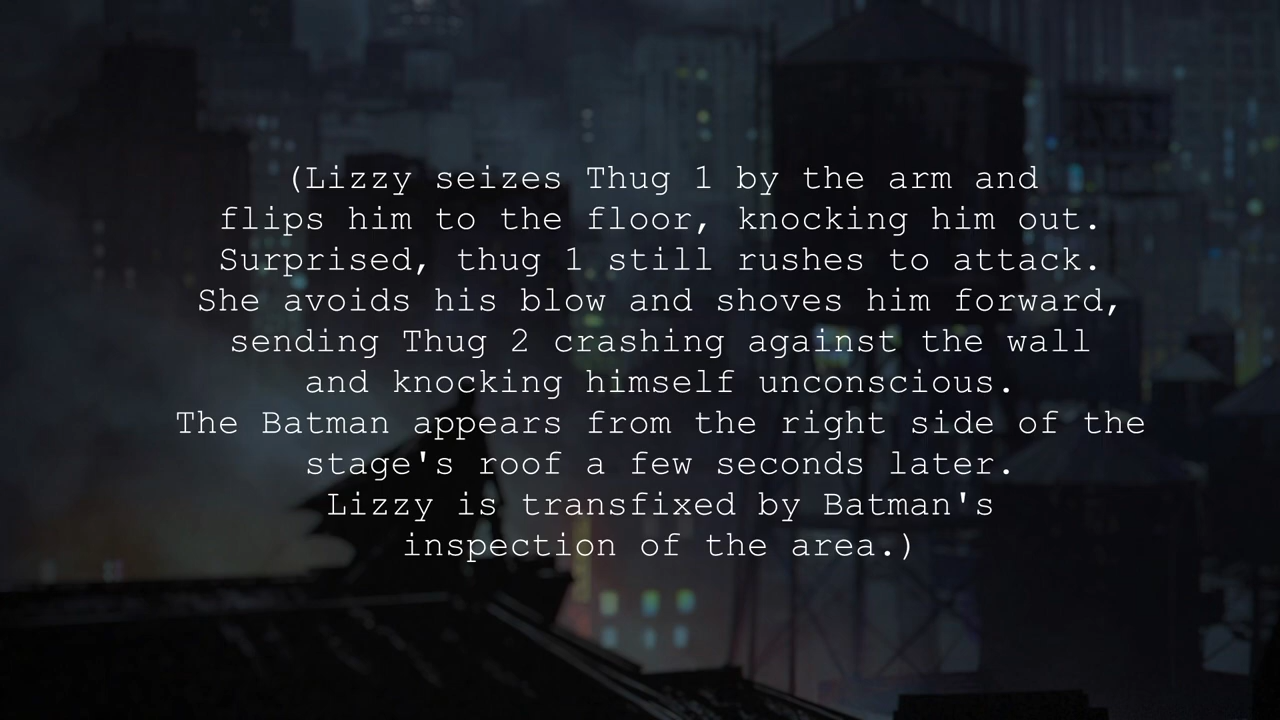 (Lizzy seizes Thug 1 by the arm and
flips him to the floor, knocking him out.
Surprised, thug 1 still rushes to attack.
She avoids his blow and shoves him forward,
sending Thug 2 crashing against the wall
and knocking himself unconscious.
The Batman appears from the right side of the
stage's roof a few seconds later.
Lizzy is transfixed by Batman's
inspection of the area.)